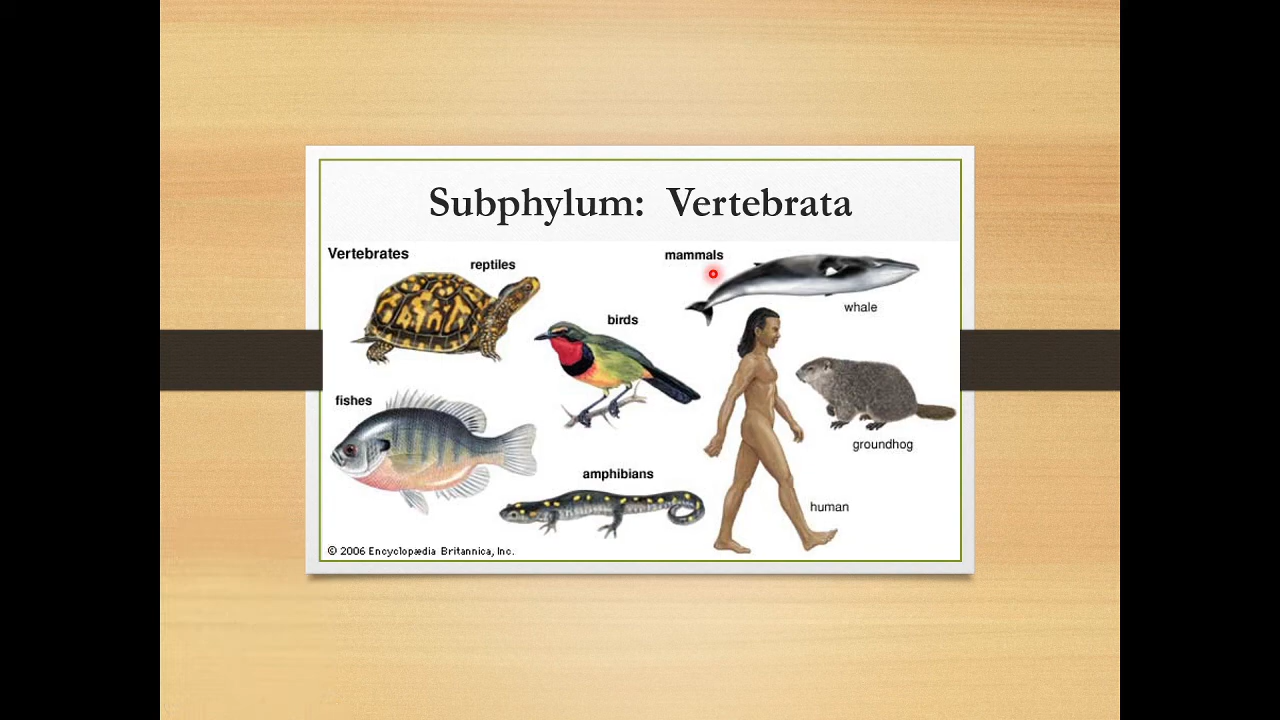 Subphylum: Vertebrata
Vertebrates
reptiles
mammals
whale
birds
fishes
groundhog
amphibians
human
© 2006 Encyclopædia Britannica, Inc.